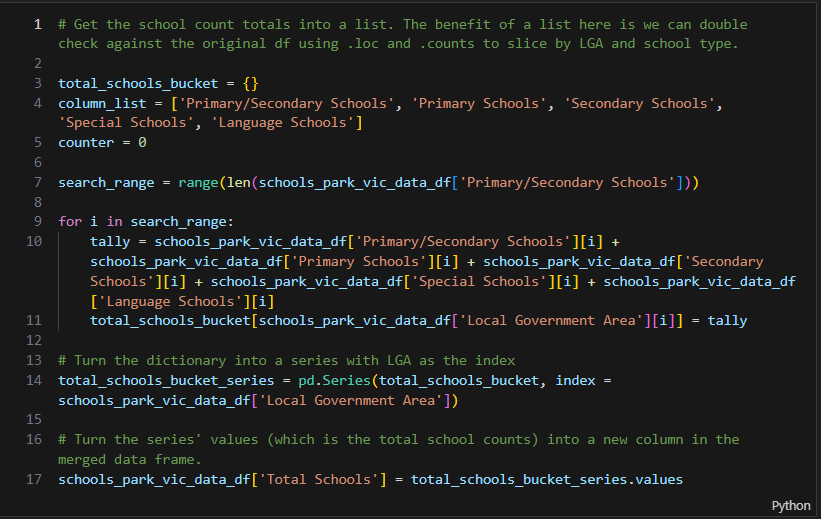 1 # Get the school count totals into a list. The benefit of a list here is we can double
check against the original df using .loc and .counts to slice by LGA and school type.
2
3 total_schools_bucket = {}
4 column_list = ['Primary/Secondary Schools', 'Primary Schools', 'Secondary Schools',
'Special Schools', 'Language Schools']
5 counter = 0
6
7 search_range = range(len(schools_park_vic_data_df['Primary/Secondary Schools']))
8
9 for i in search_range:
10 tally = schools_park_vic_data_df['Primary/Secondary Schools'][i] +
schools_park_vic_data_df['Primary Schools'][i] + schools_park_vic_data_df['Secondary
Schools'][i] + schools_park_vic_data_df['Special Schools'][i] + schools_park_vic_data_df
['Language Schools'][i]
11 total_schools_bucket[schools_park_vic_data_df['Local Government Area'][i]] = tally
12
13 # Turn the dictionary into a series with LGA as the index
14 total_schools_bucket_series = pd.Series(total_schools_bucket, index =
schools_park_vic_data_df['Local Government Area'])
15
16 # Turn the series' values (which is the total school counts) into a new column in the
merged data frame.
17 schools_park_vic_data_df['Total Schools'] = total_schools_bucket_series.values
Python